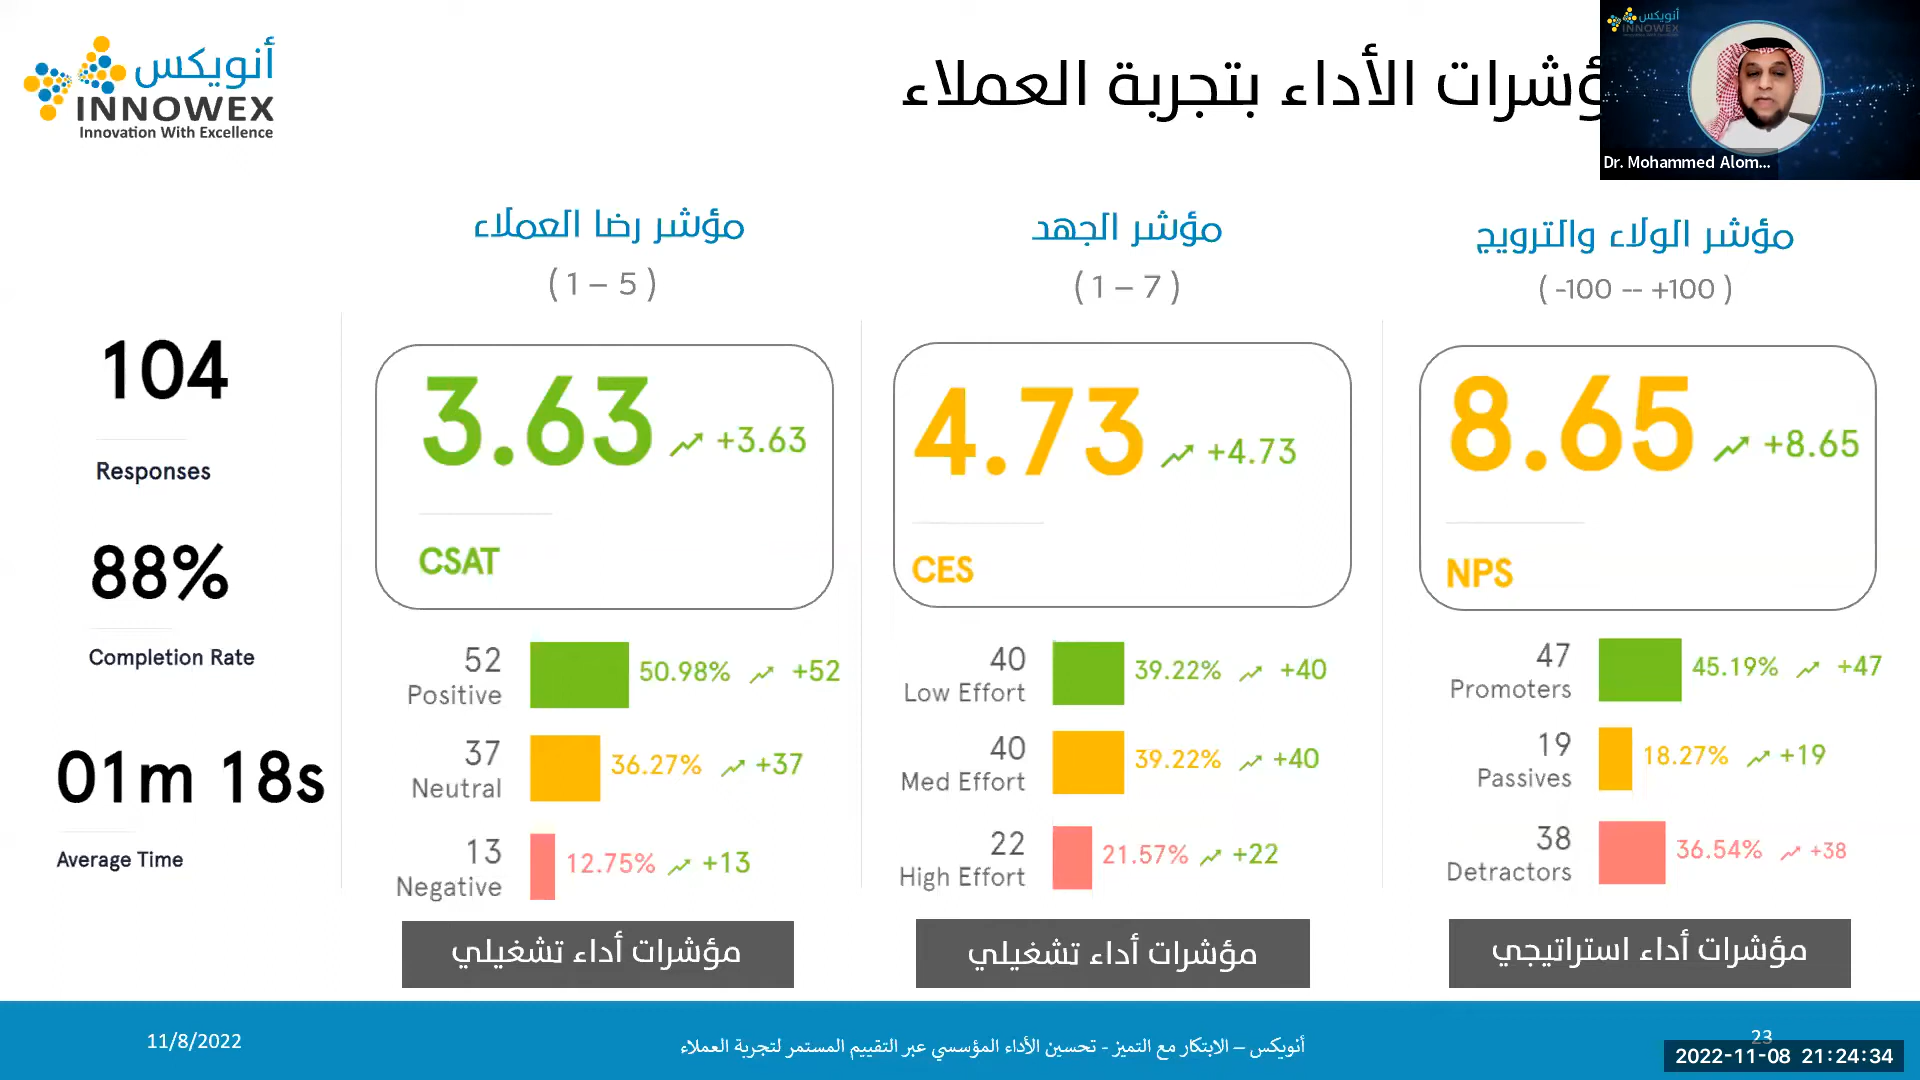 أنويكس
INNOWEX
Innovation With Excellence
ؤشرات الأداء بتجربة العملاء
أنويكس
INNOWEX
Dr. Mohammed Alom...
104
Responses
88%
Completion Rate
01m 18s
Average Time
مؤشر رضا العملاء
( 1 – 5 )
3.63 +3.63
CSAT
52 Positive 50.98% +52
37 Neutral 36.27% +37
13 Negative 12.75% +13
مؤشرات أداء تشغيلي
مؤشر الجهد
( 1 – 7 )
4.73 +4.73
CES
40 Low Effort 39.22% +40
40 Med Effort 39.22% +40
22 High Effort 21.57% +22
مؤشرات أداء تشغيلي
مؤشر الولاء والترويج
( -100 -- +100 )
8.65 +8.65
NPS
47 Promoters 45.19% +47
19 Passives 18.27% +19
38 Detractors 36.54% +38
مؤشرات أداء استراتيجي
11/8/2022
أنويكس – الابتكار مع التميز - تحسين الأداء المؤسسي عبر التقييم المستمر لتجربة العملاء
23
2022-11-08 21:24:34